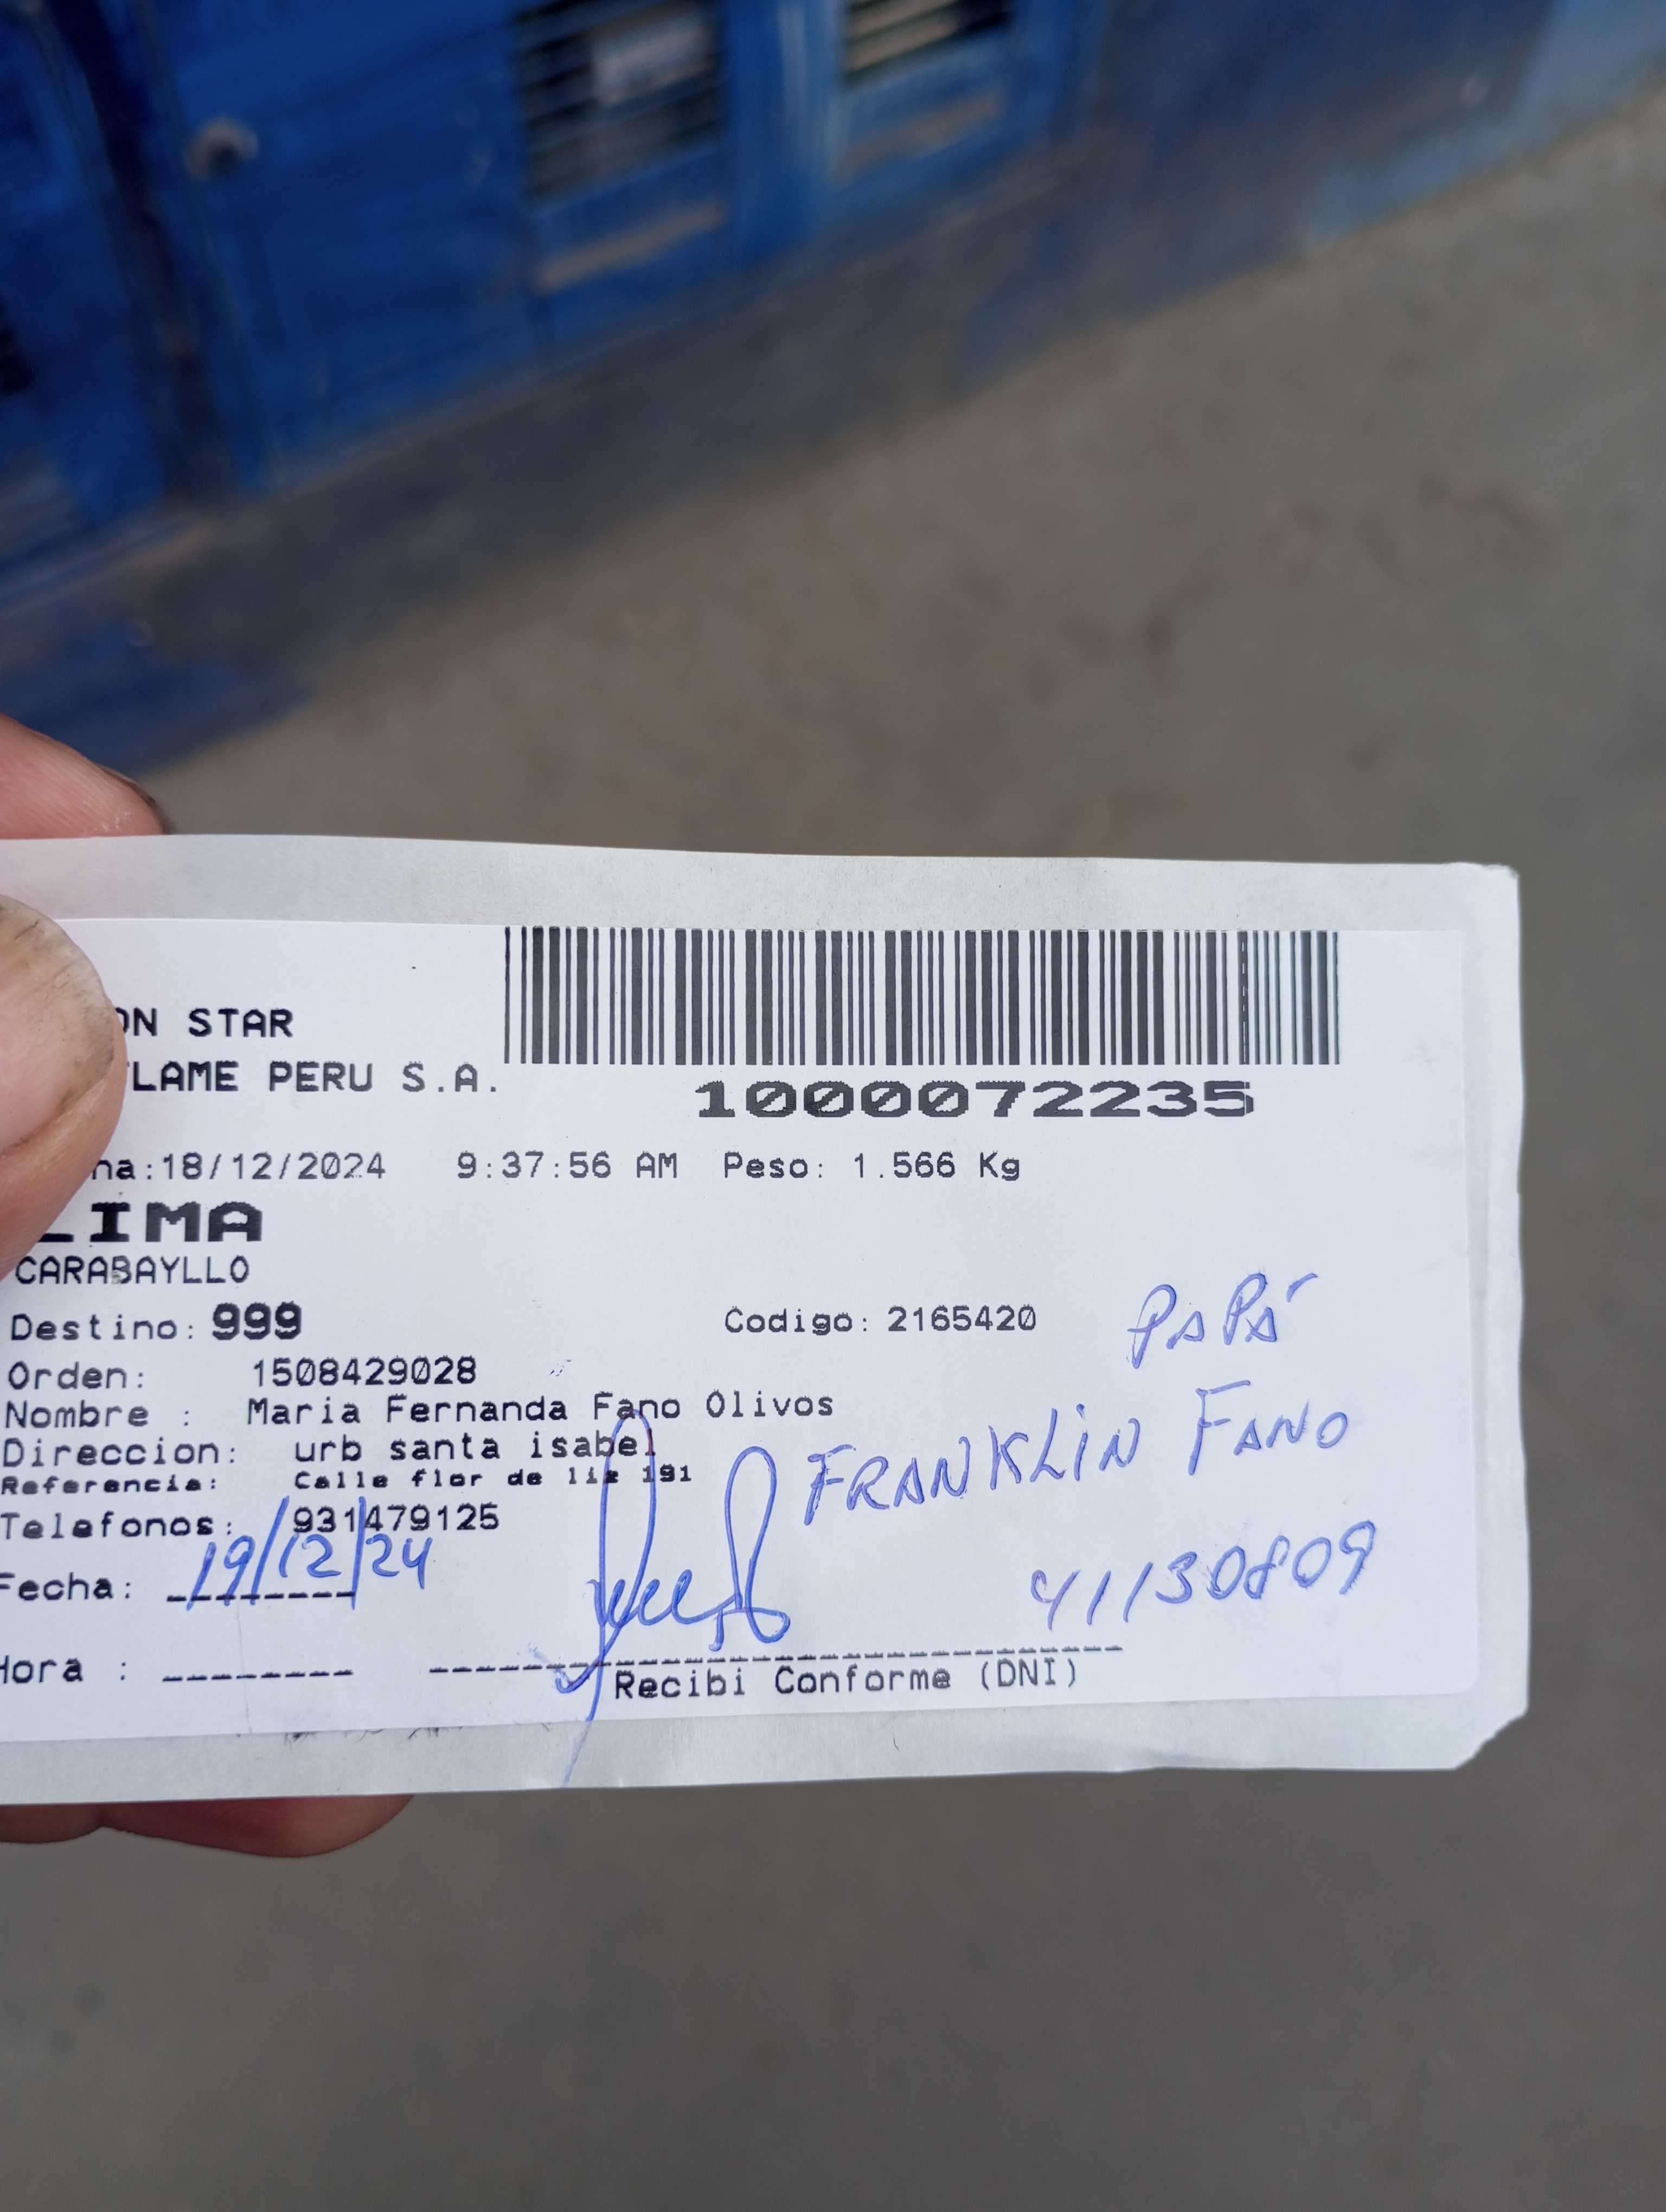 ON STAR
FLAME PERU S.A.
1000072235
ha:18/12/2024 9:37:56 AM Peso: 1.566 Kg
LIMA
CARABAYLLO
Destino: 999 Codigo: 2165420
PAPÁ
Orden: 1508429028
Nombre : Maria Fernanda Fano Olivos
Direccion: urb santa isabel
FRANKLIN FANO
Referencia: Calle flor de liz 191
Telefonos: 931479125
Fecha: 19/12/24
41130809
Hora :
Recibi Conforme (DNI)